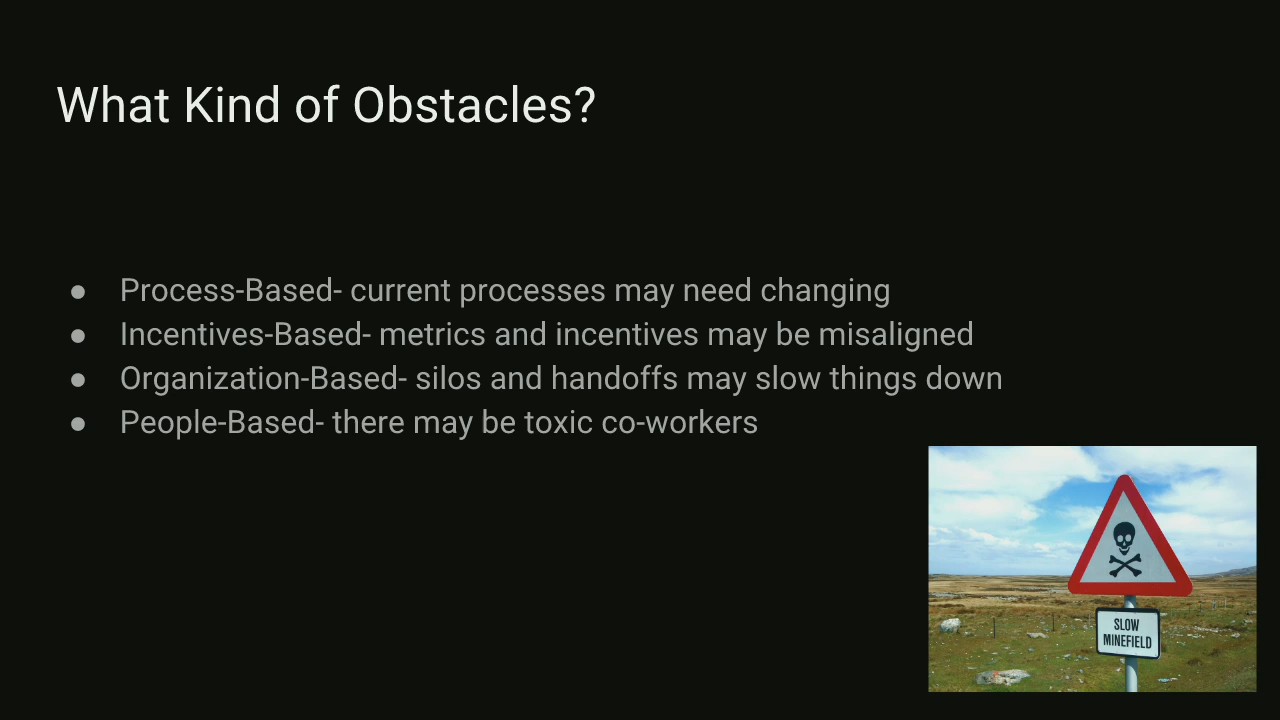 What Kind of Obstacles?
● Process-Based- current processes may need changing
● Incentives-Based- metrics and incentives may be misaligned
● Organization-Based- silos and handoffs may slow things down
● People-Based- there may be toxic co-workers
SLOW
MINEFIELD